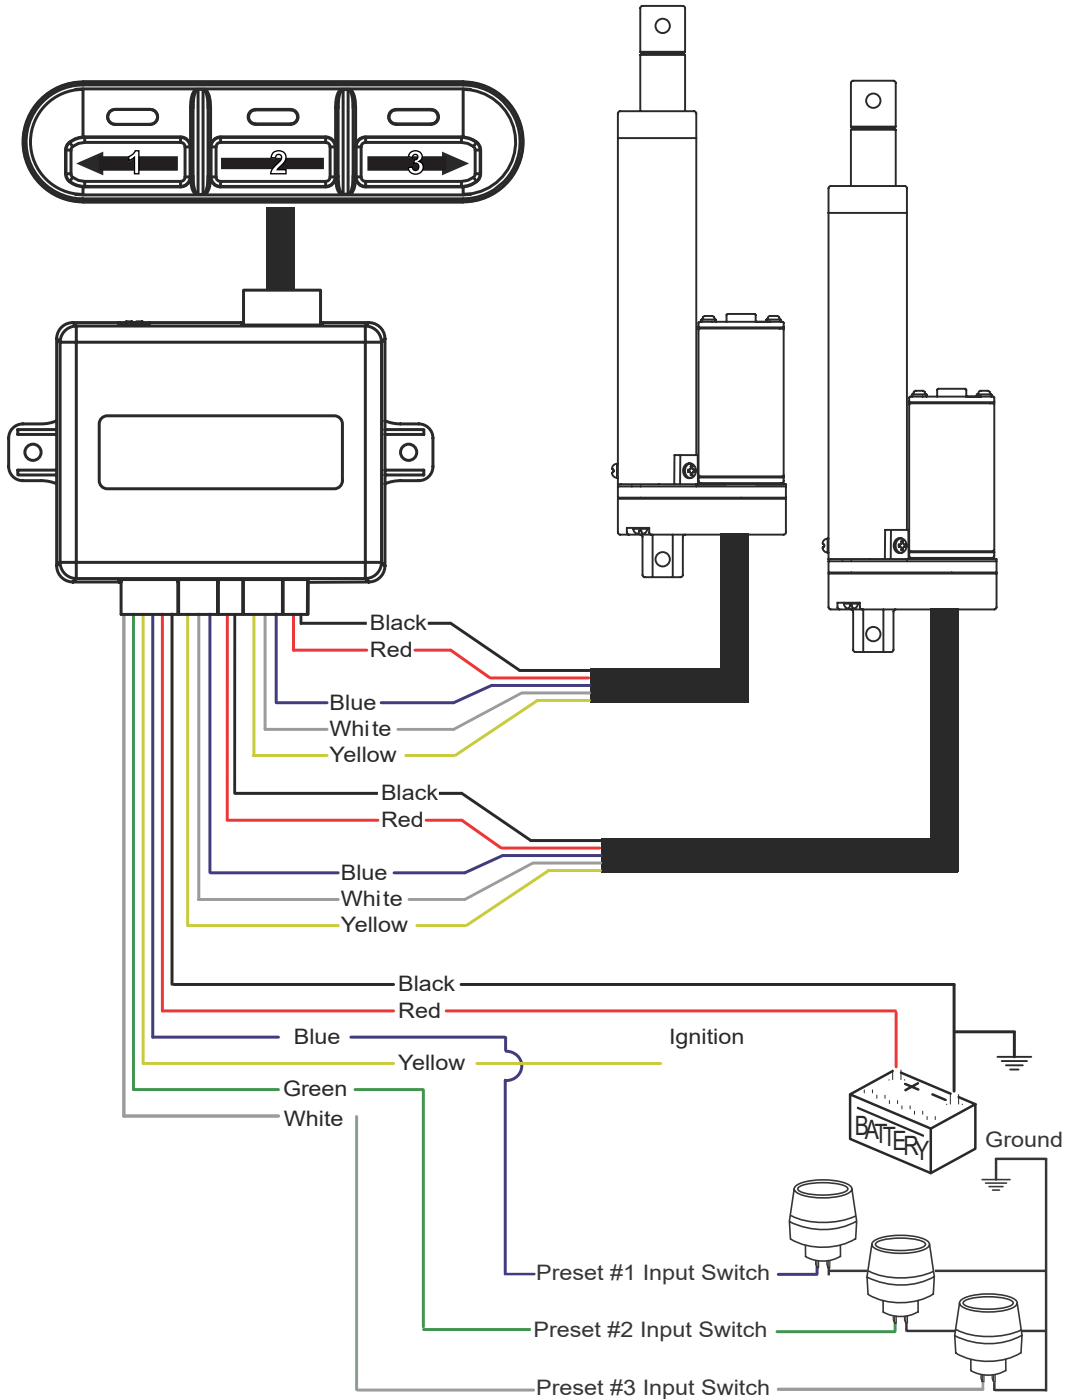 1 2 3
Black
Red
Blue
White
Yellow
Black
Red
Blue
White
Yellow
Black
Red
Blue
Ignition
Yellow
Green
White
+ −
BATTERY
Ground
Preset #1 Input Switch
Preset #2 Input Switch
Preset #3 Input Switch